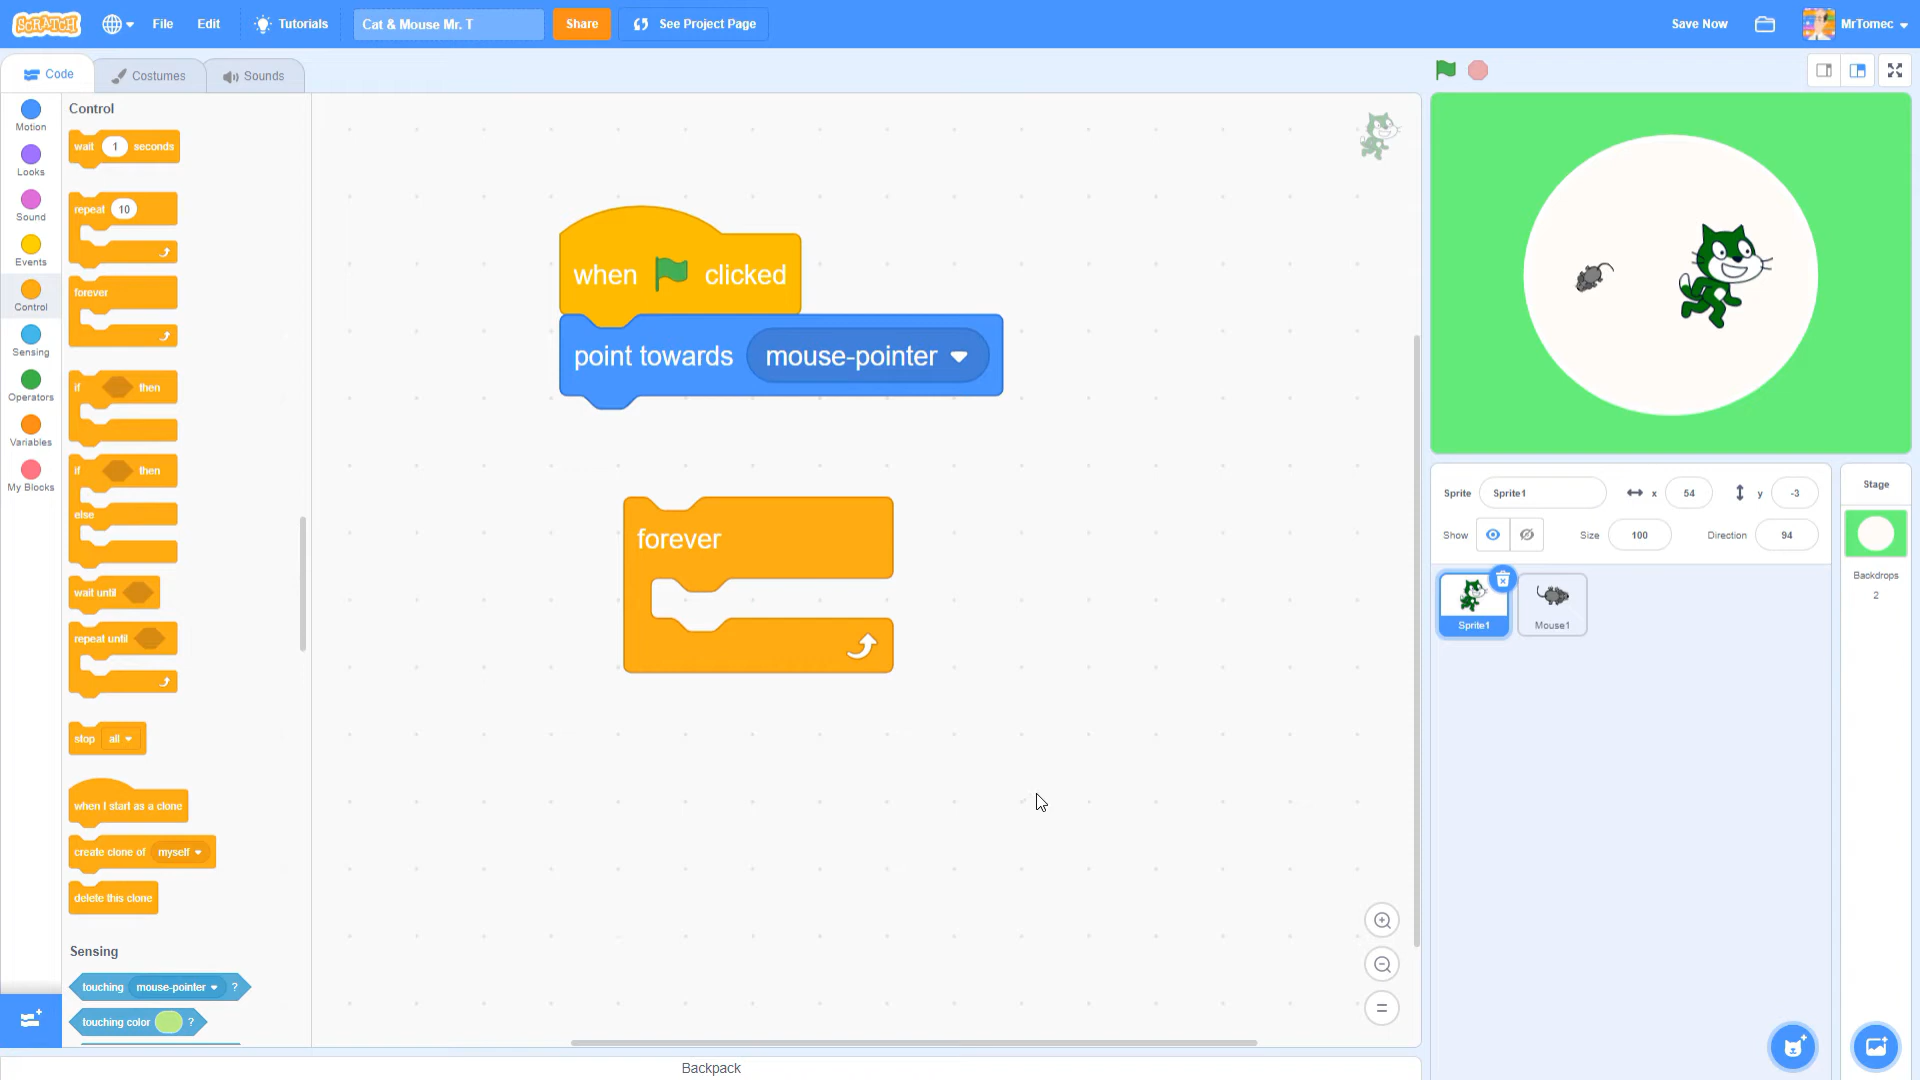 SCRATCH File Edit Tutorials Cat & Mouse Mr. T Share See Project Page Save Now MrTomec
Code Costumes Sounds
Motion
Looks
Sound
Events
Control
Sensing
Operators
Variables
My Blocks
Control
wait 1 seconds
repeat 10
forever
if then
if then
else
wait until
repeat until
stop all
when I start as a clone
create clone of myself
delete this clone
Sensing
touching mouse-pointer ?
touching color ?
when clicked
point towards mouse-pointer
forever
Backpack
Sprite Sprite1 x 54 y -3
Show Size 100 Direction 94
Sprite1 Mouse1
Stage
Backdrops
2